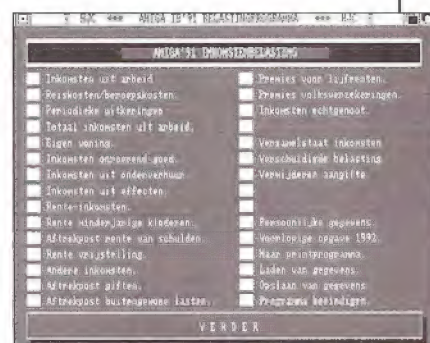 HJC *** AMIGA IB'91 BELASTINGPROGRAMMA *** HJC
AMIGA'91 INKOMSTENBELASTING
Inkomsten uit arbeid.
Reiskosten/beroepskosten.
Periodieke uitkeringen
Totaal inkomsten uit arbeid.
Eigen woning.
Inkomsten onroerend goed.
Inkomsten uit onderverhuur.
Inkomsten uit effecten.
Rente-inkomsten.
Rente minderjarige kinderen.
Aftrekpost rente van schulden.
Rente vrijstelling.
Andere inkomsten.
Aftrekpost giften.
Aftrekpost buitengewone lasten.
Premies voor lijfrenten.
Premies volksverzekeringen.
Inkomsten echtgenoot.
Verzamelstaat inkomsten
Verschuldigde belasting
Verwijderen aangifte
Persoonlijke gegevens.
Voorlopige opgave 1992.
Naar printprogramma.
Laden van gegevens.
Opslaan van gegevens
Programma beëindigen.
VERDER